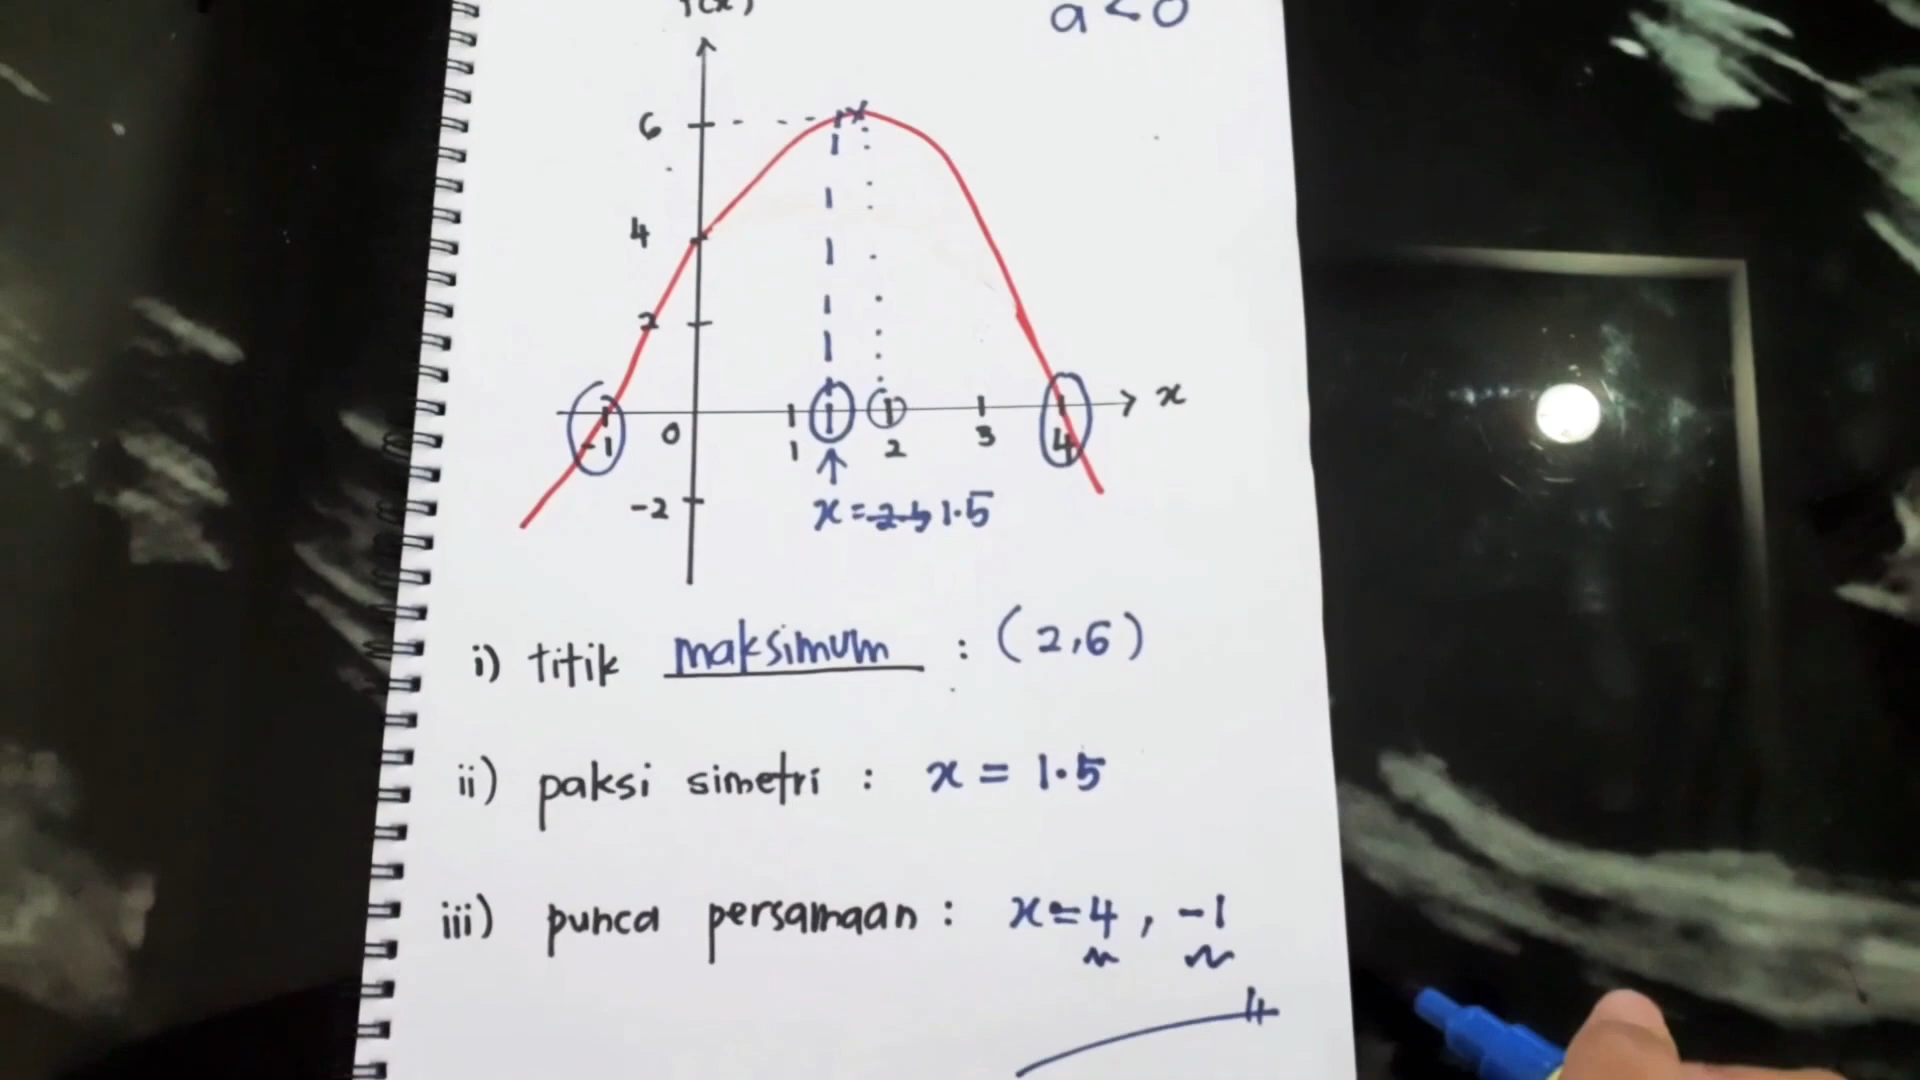 f(x)
a < 0
6
4
2
-1 0 1 2 3 4 x
-2
x = 1.5
i) titik maksimum : (2,6)
ii) paksi simetri : x = 1.5
iii) punca persamaan : x = 4 , -1